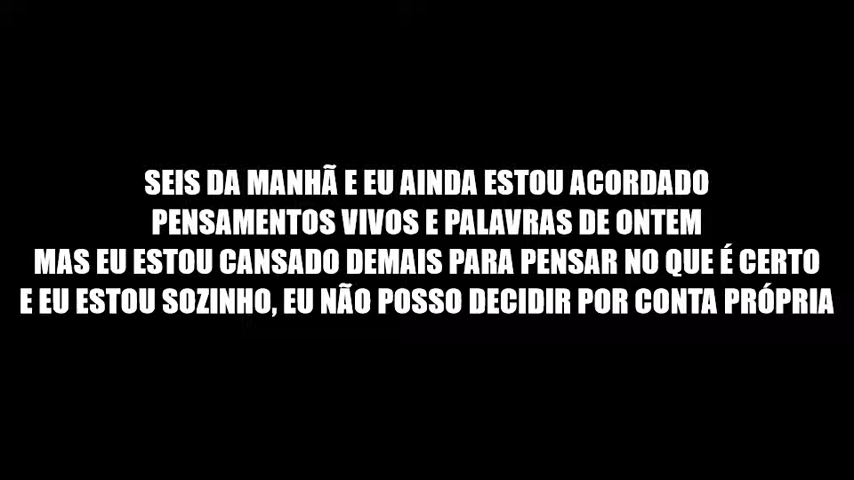 SEIS DA MANHÃ E EU AINDA ESTOU ACORDADO
PENSAMENTOS VIVOS E PALAVRAS DE ONTEM
MAS EU ESTOU CANSADO DEMAIS PARA PENSAR NO QUE É CERTO
E EU ESTOU SOZINHO, EU NÃO POSSO DECIDIR POR CONTA PRÓPRIA